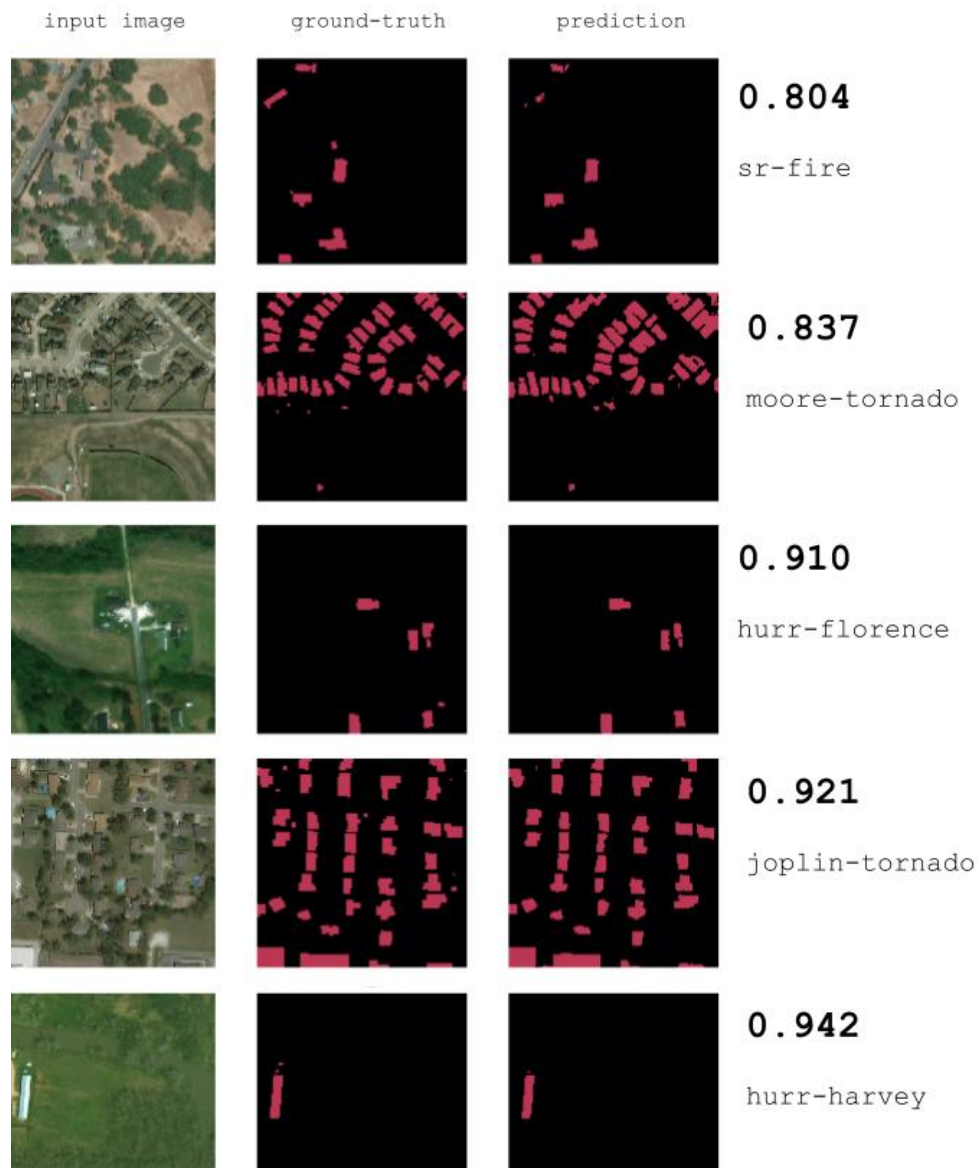 input image ground-truth prediction
0.804
sr-fire
0.837
moore-tornado
0.910
hurr-florence
0.921
joplin-tornado
0.942
hurr-harvey